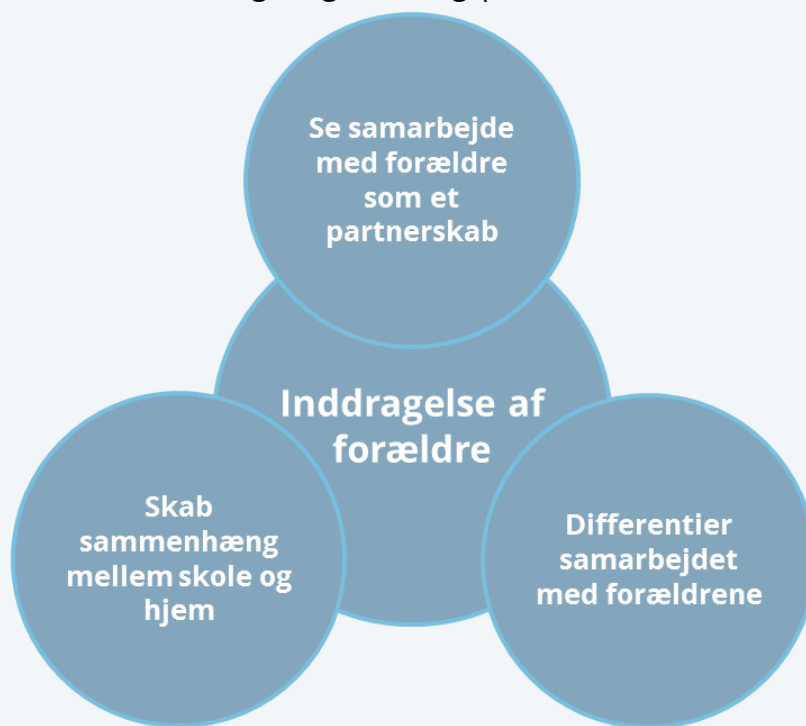 Se samarbejde
med forældre
som et
partnerskab
Inddragelse af
forældre
Skab
sammenhæng
mellem skole og
hjem
Differentier
samarbejdet
med forældrene